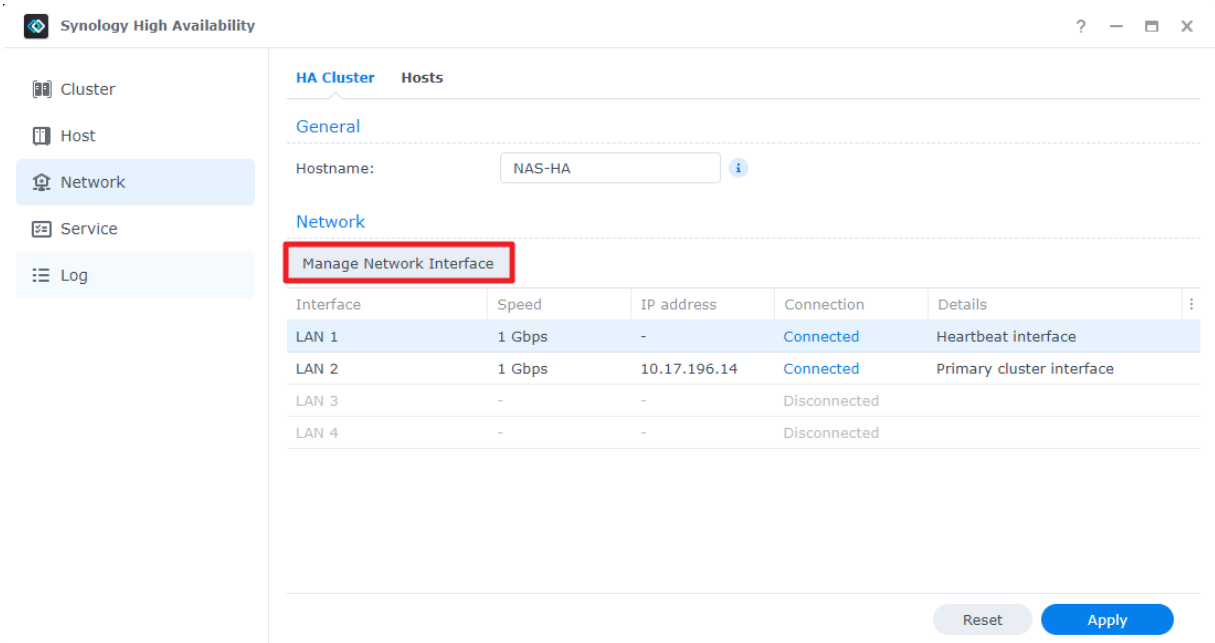 Synology High Availability
?
Cluster
Host
Network
Service
Log
HA Cluster Hosts
General
Hostname: NAS-HA i
Network
Manage Network Interface
Interface Speed IP address Connection Details
LAN 1 1 Gbps - Connected Heartbeat interface
LAN 2 1 Gbps 10.17.196.14 Connected Primary cluster interface
LAN 3 - - Disconnected
LAN 4 - - Disconnected
Reset Apply